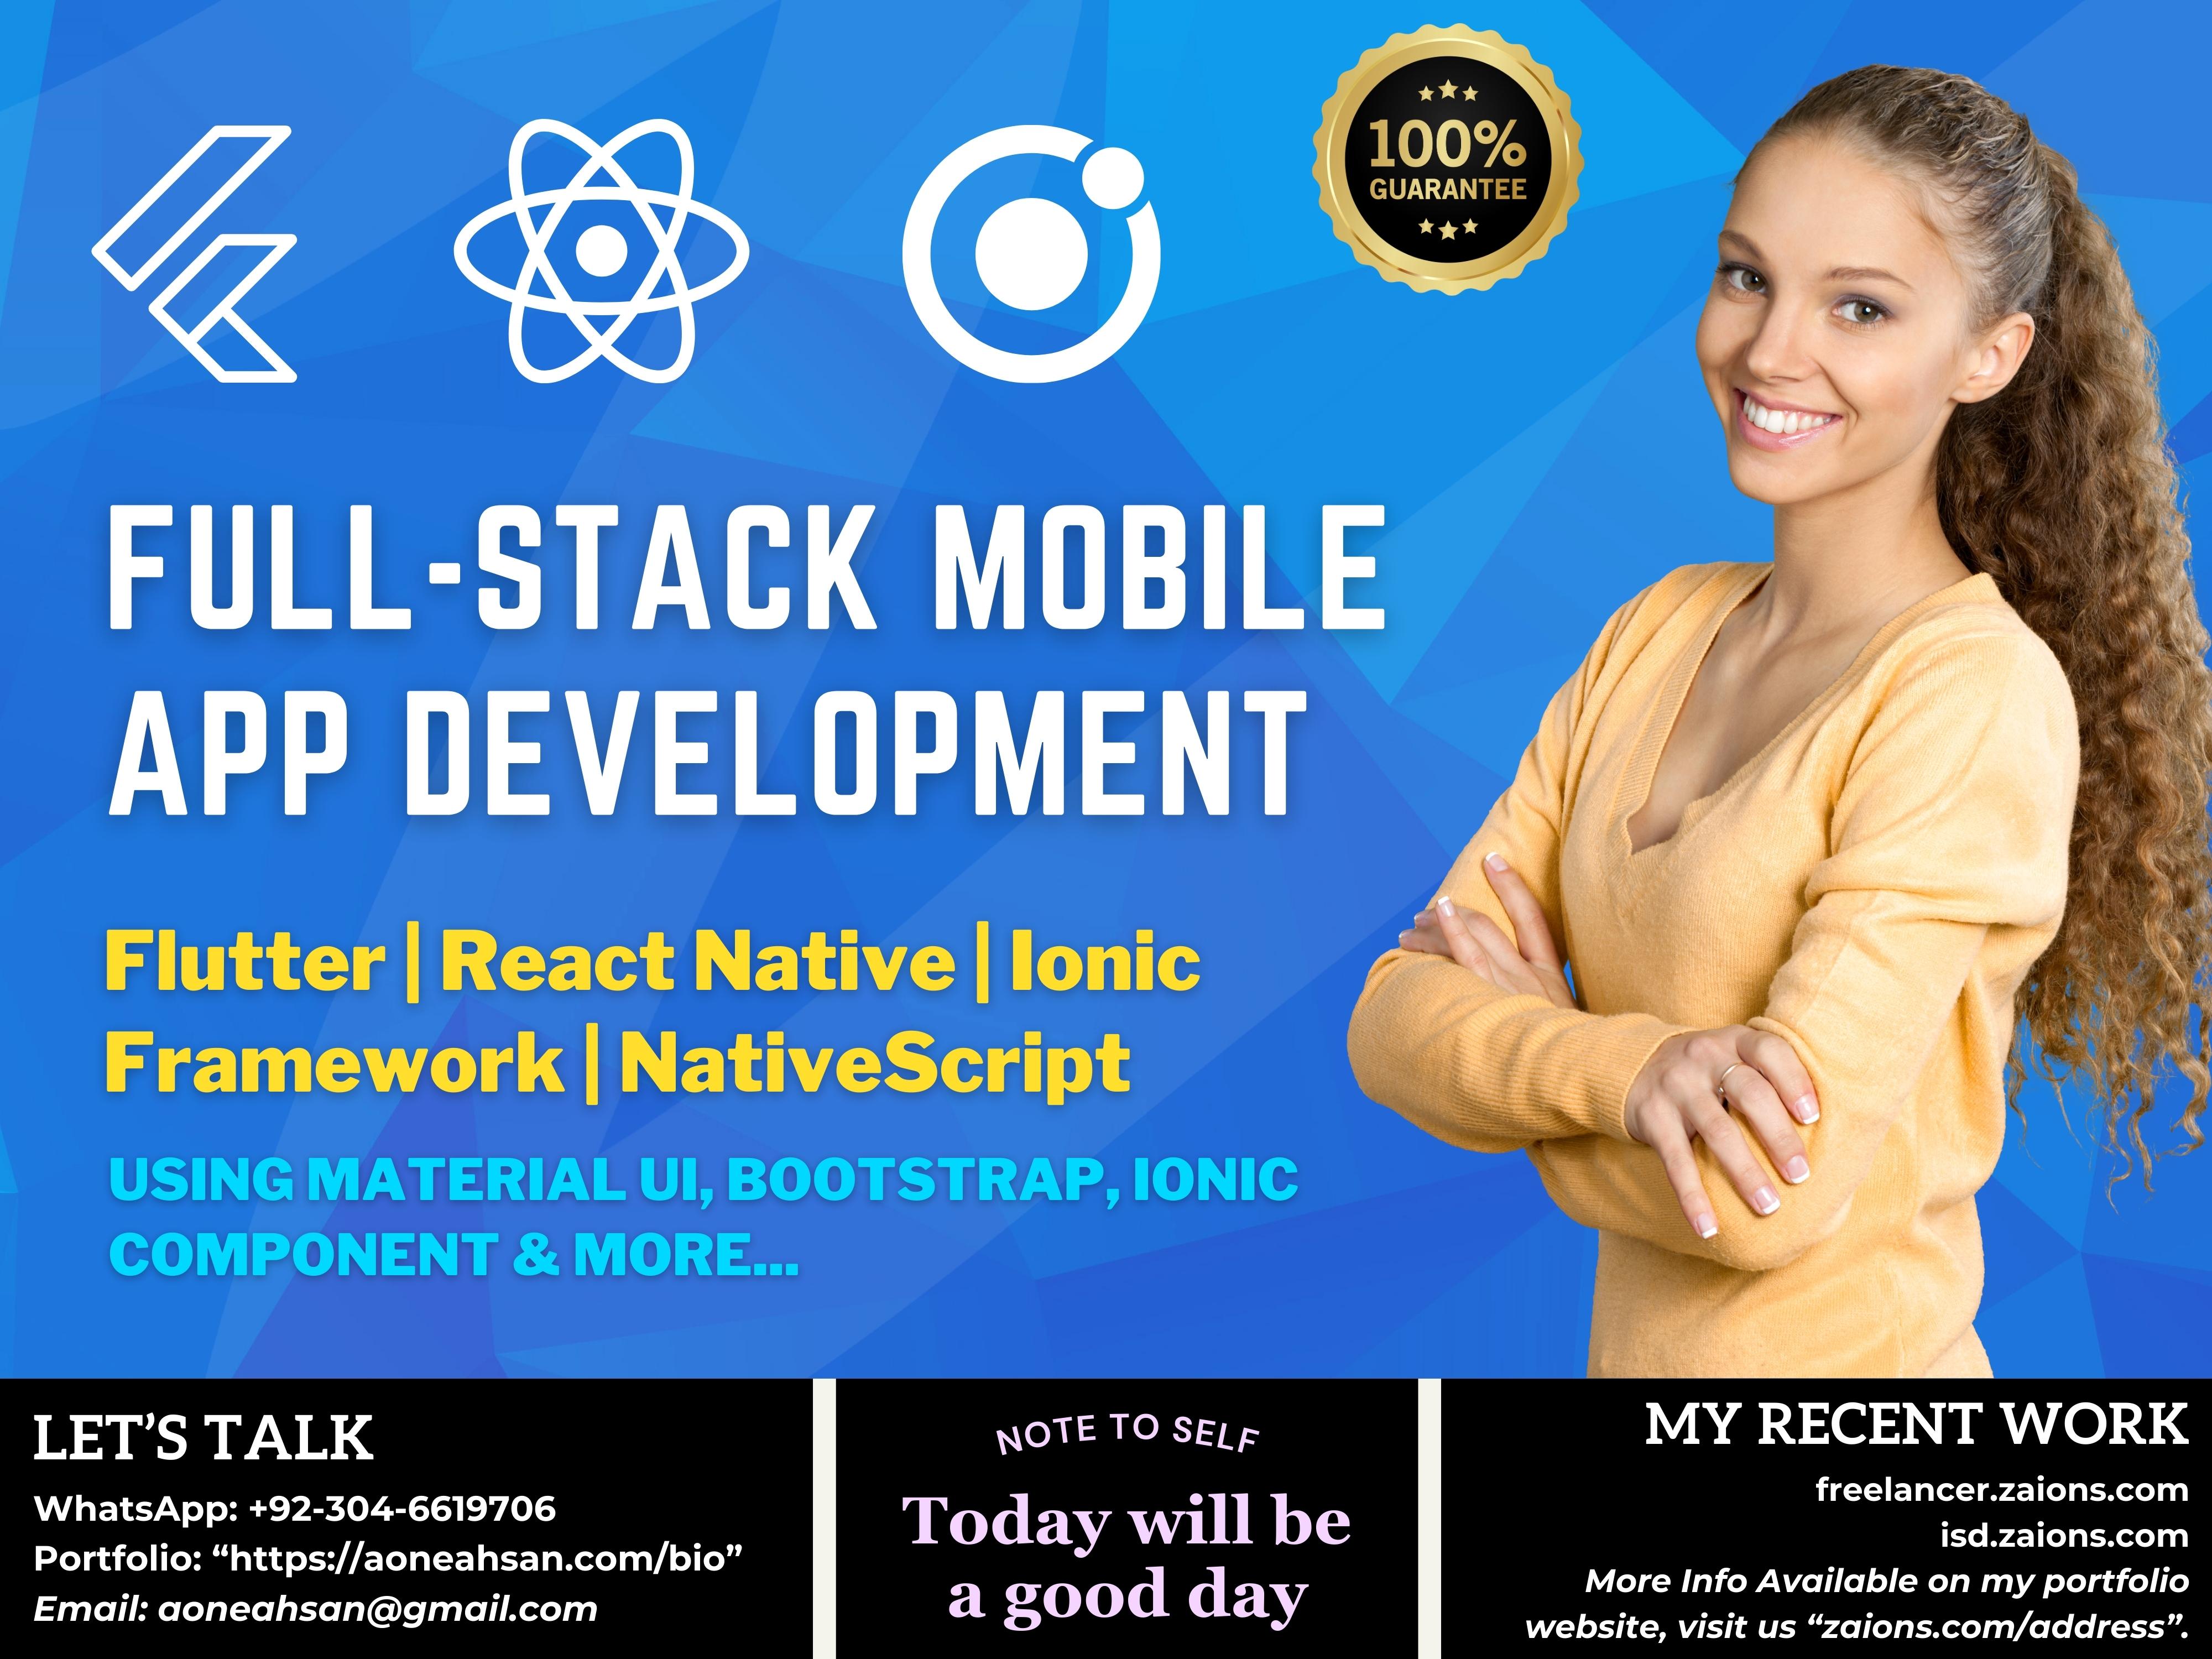 100%
GUARANTEE
FULL-STACK MOBILE
APP DEVELOPMENT
Flutter | React Native | Ionic
Framework | NativeScript
USING MATERIAL UI, BOOTSTRAP, IONIC
COMPONENT & MORE...
LET’S TALK
WhatsApp: +92-304-6619706
Portfolio: “https://aoneahsan.com/bio”
Email: aoneahsan@gmail.com
NOTE TO SELF
Today will be
a good day
MY RECENT WORK
freelancer.zaions.com
isd.zaions.com
More Info Available on my portfolio
website, visit us “zaions.com/address”.